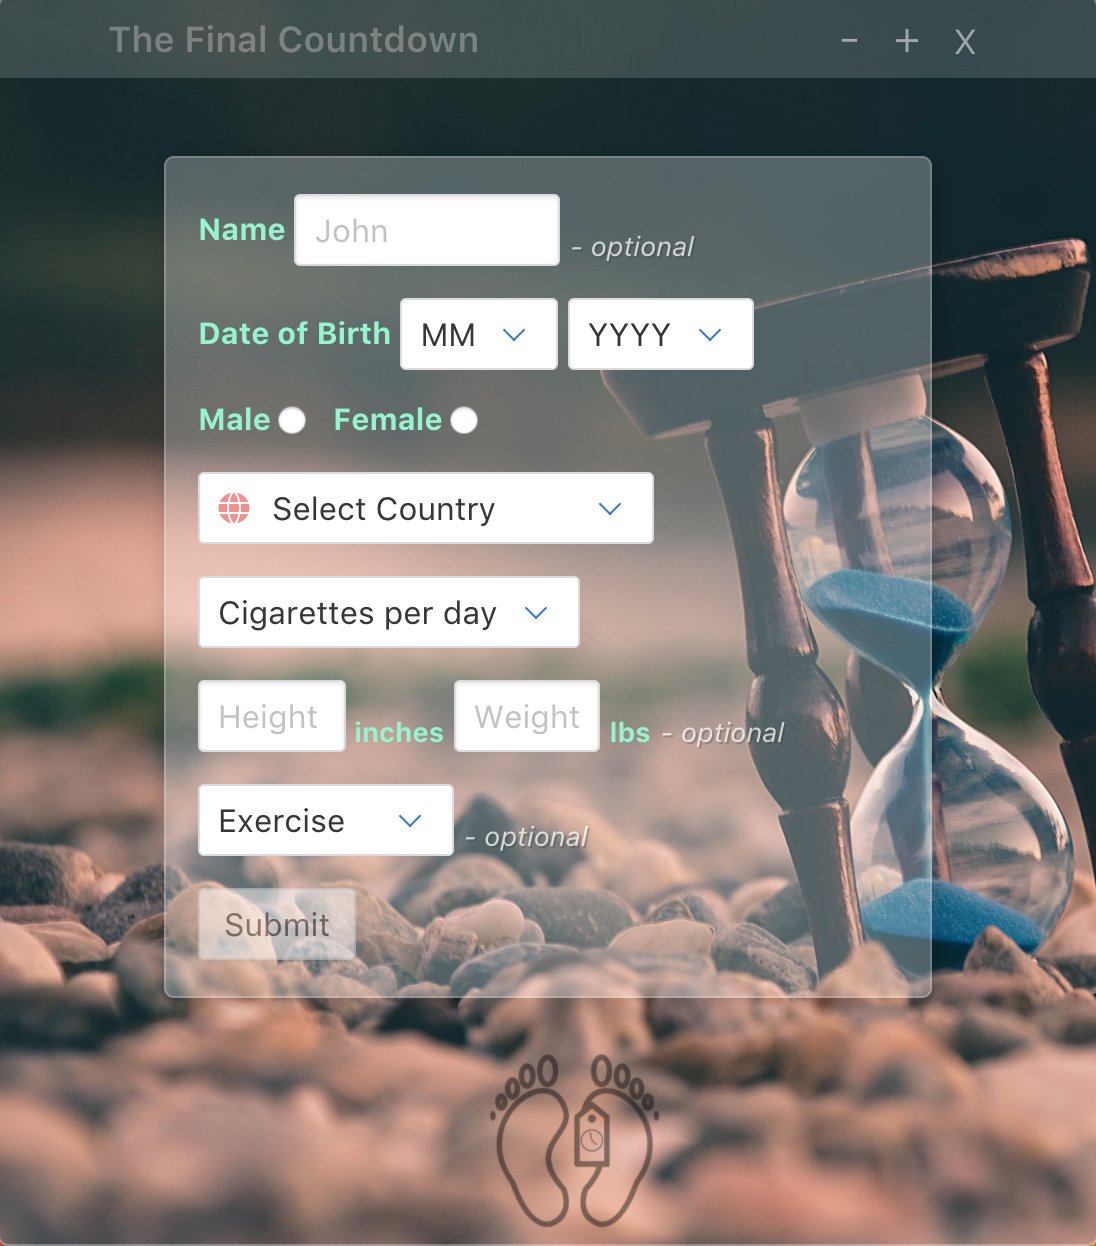 The Final Countdown - + X
Name John - optional
Date of Birth MM YYYY
Male Female
Select Country
Cigarettes per day
Height inches Weight lbs - optional
Exercise - optional
Submit